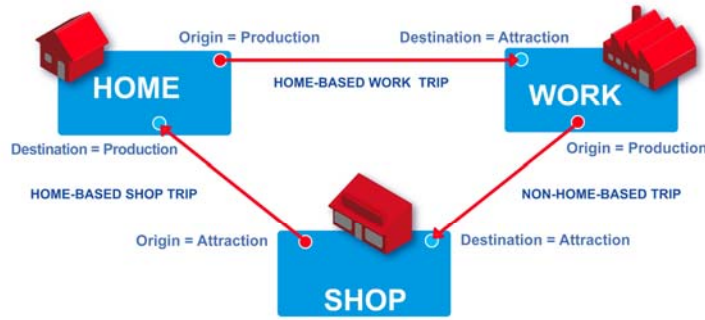 Origin = Production
Destination = Attraction
HOME
HOME-BASED WORK TRIP
WORK
Destination = Production
Origin = Production
HOME-BASED SHOP TRIP
NON-HOME-BASED TRIP
Origin = Attraction
Destination = Attraction
SHOP